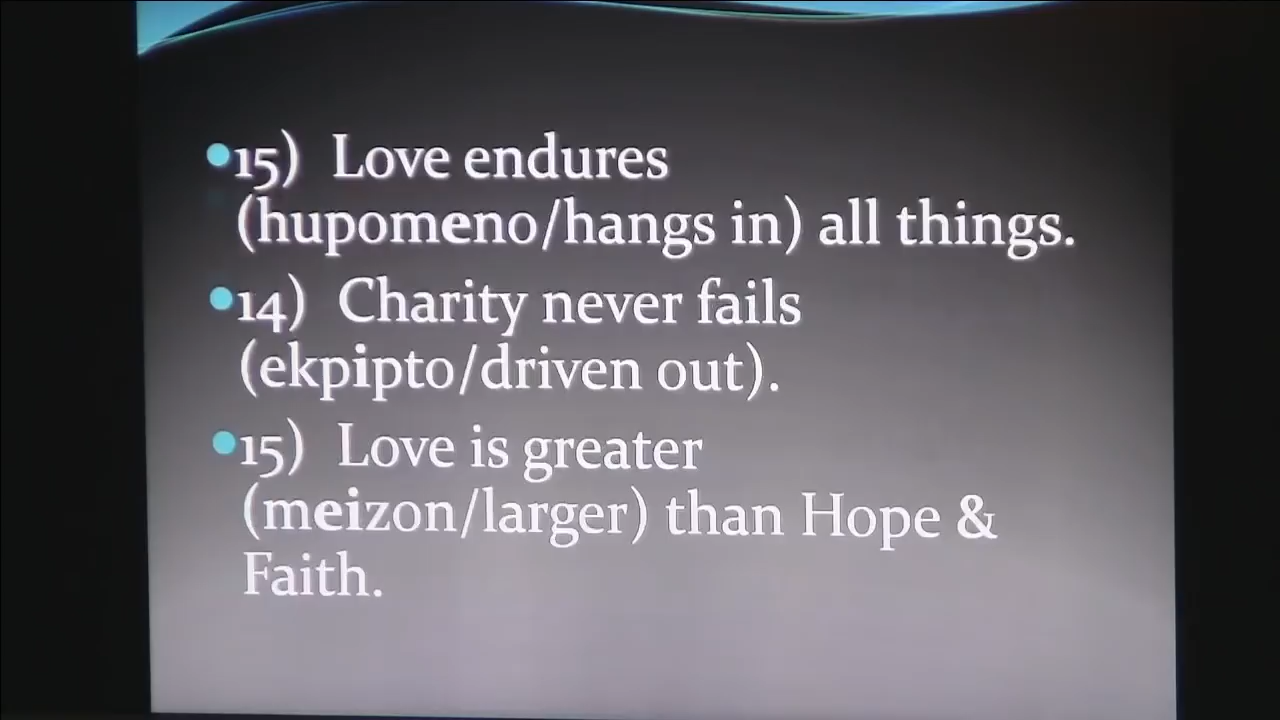 •15) Love endures
(hupomeno/hangs in) all things.
•14) Charity never fails
(ekpipto/driven out).
•15) Love is greater
(meizon/larger) than Hope &
Faith.